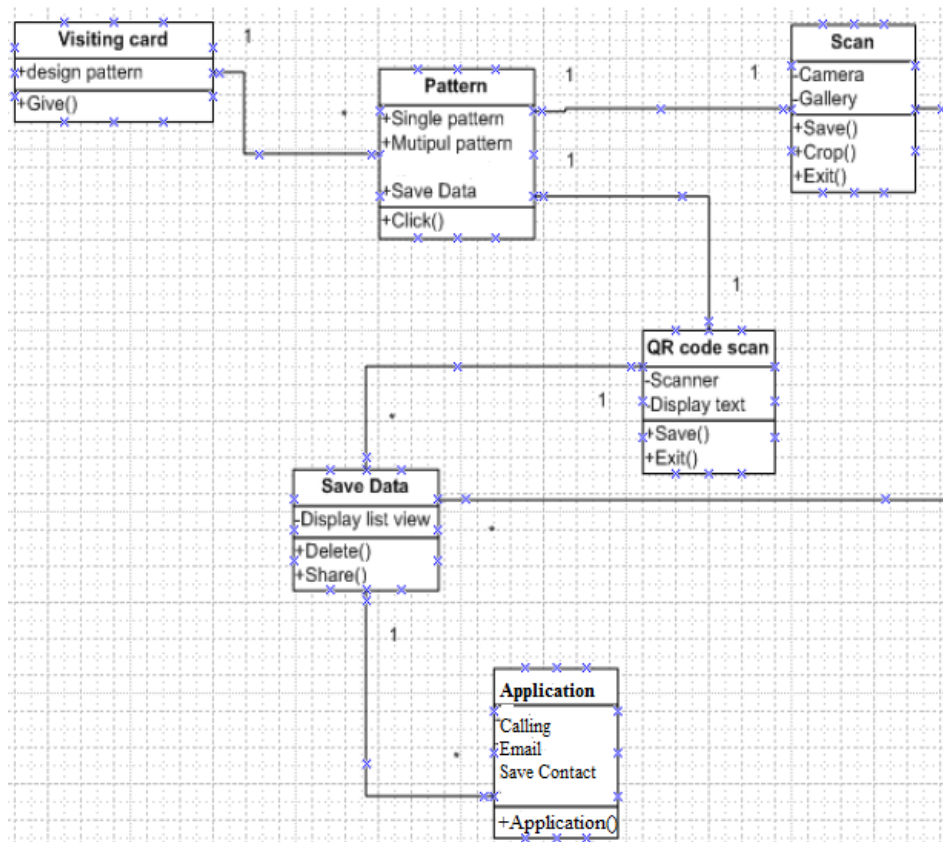 Visiting card
+design pattern
+Give()
1
*
Pattern
+Single pattern
+Mutipul pattern
+Save Data
+Click()
1
1
1
1
Scan
-Camera
-Gallery
+Save()
+Crop()
+Exit()
QR code scan
-Scanner
-Display text
+Save()
+Exit()
1
*
Save Data
-Display list view
+Delete()
+Share()
*
1
*
Application
-Calling
-Email
Save Contact
+Application()